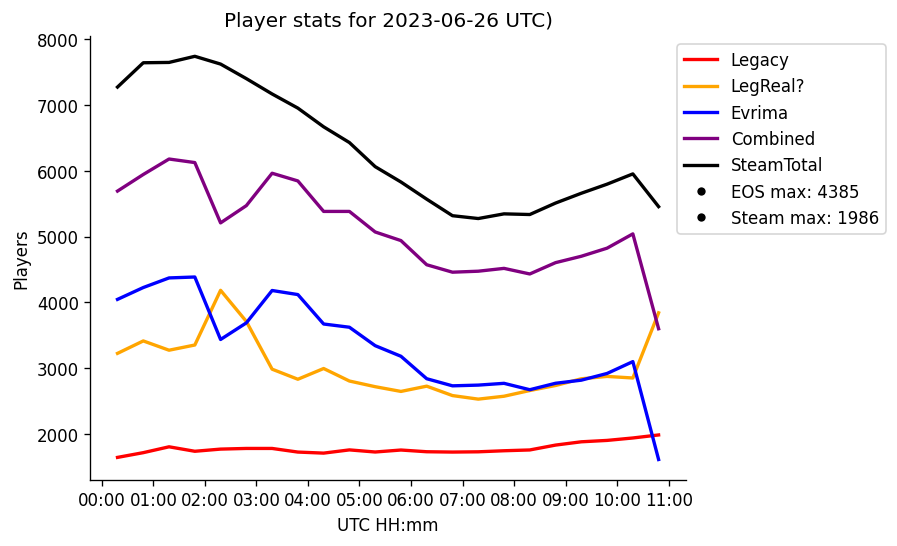 Player stats for 2023-06-26 UTC)
8000
7000
6000
5000
4000
3000
2000
Players
00:00 01:00 02:00 03:00 04:00 05:00 06:00 07:00 08:00 09:00 10:00 11:00
UTC HH:mm
Legacy
LegReal?
Evrima
Combined
SteamTotal
EOS max: 4385
Steam max: 1986